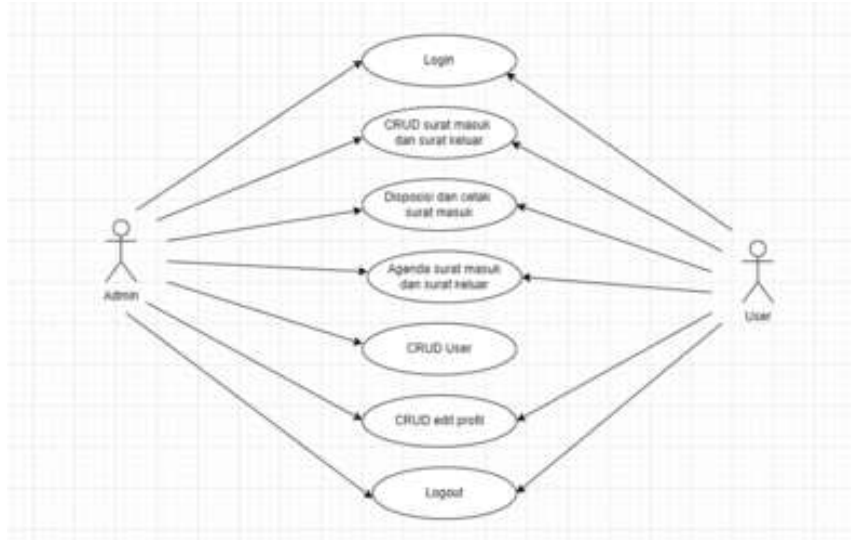 Login
CRUD surat masuk
dan surat keluar
Disposisi dan cetak
surat masuk
Agenda surat masuk
dan surat keluar
Admin
User
CRUD User
CRUD edit profil
Logout